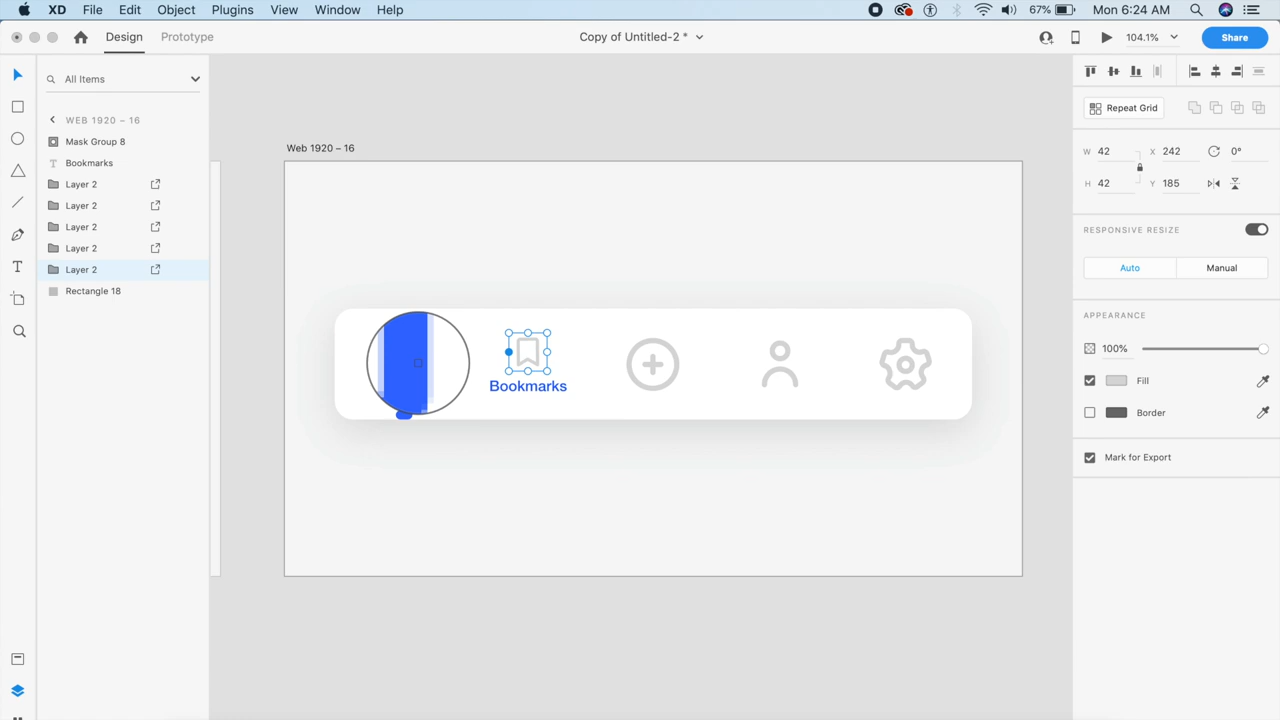 XD File Edit Object Plugins View Window Help 67% Mon 6:24 AM
Design Prototype Copy of Untitled-2 * 104.1% Share
All Items
WEB 1920 – 16
Mask Group 8
Bookmarks
Layer 2
Layer 2
Layer 2
Layer 2
Layer 2
Rectangle 18
Web 1920 – 16
Bookmarks
Repeat Grid
W 42 X 242 0°
H 42 Y 185
RESPONSIVE RESIZE
Auto Manual
APPEARANCE
100%
Fill
Border
Mark for Export